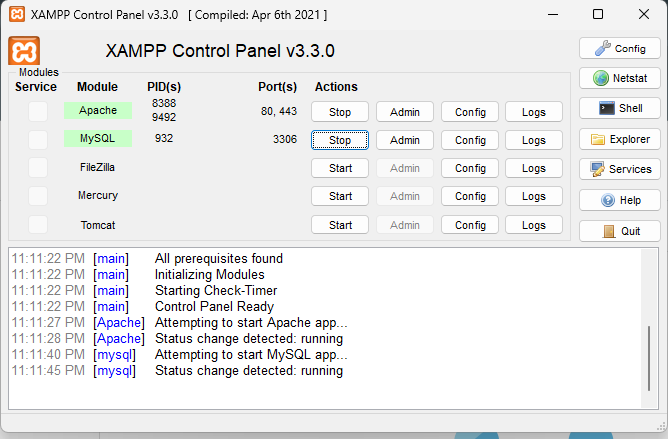 XAMPP Control Panel v3.3.0 [ Compiled: Apr 6th 2021 ]
XAMPP Control Panel v3.3.0
Config
Modules
Service Module PID(s) Port(s) Actions
Netstat
Apache 8388 9492 80, 443 Stop Admin Config Logs
Shell
MySQL 932 3306 Stop Admin Config Logs
Explorer
FileZilla Start Admin Config Logs
Services
Mercury Start Admin Config Logs
Help
Tomcat Start Admin Config Logs
Quit
11:11:22 PM [main] All prerequisites found
11:11:22 PM [main] Initializing Modules
11:11:22 PM [main] Starting Check-Timer
11:11:22 PM [main] Control Panel Ready
11:11:27 PM [Apache] Attempting to start Apache app...
11:11:28 PM [Apache] Status change detected: running
11:11:40 PM [mysql] Attempting to start MySQL app...
11:11:45 PM [mysql] Status change detected: running